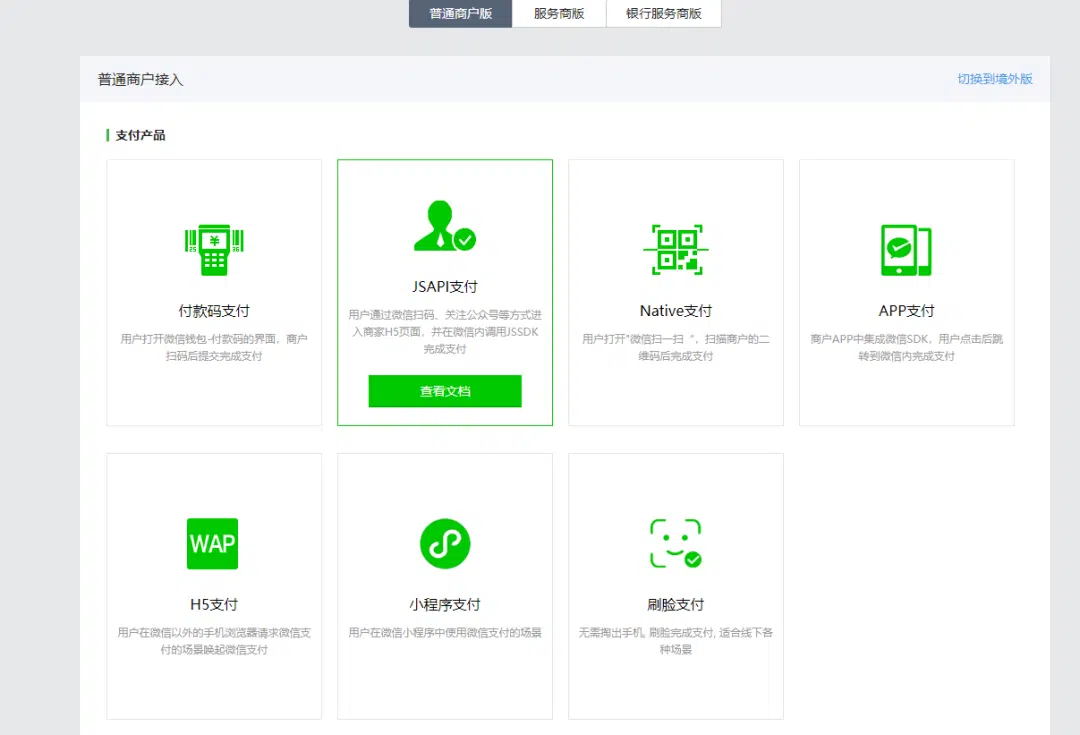 普通商户版 服务商版 银行服务商版
普通商户接入 切换到境外版
支付产品
付款码支付
用户打开微信钱包-付款码的界面，商户
扫码后提交完成支付
JSAPI支付
用户通过微信扫码、关注公众号等方式进
入商家H5页面，并在微信内调用JSSDK
完成支付
查看文档
Native支付
用户打开"微信扫一扫“，扫描商户的二
维码后完成支付
APP支付
商户APP中集成微信SDK，用户点击后跳
转到微信内完成支付
WAP
H5支付
用户在微信以外的手机浏览器请求微信支
付的场景唤起微信支付
小程序支付
用户在微信小程序中使用微信支付的场景
刷脸支付
无需掏出手机, 刷脸完成支付, 适合线下各
种场景